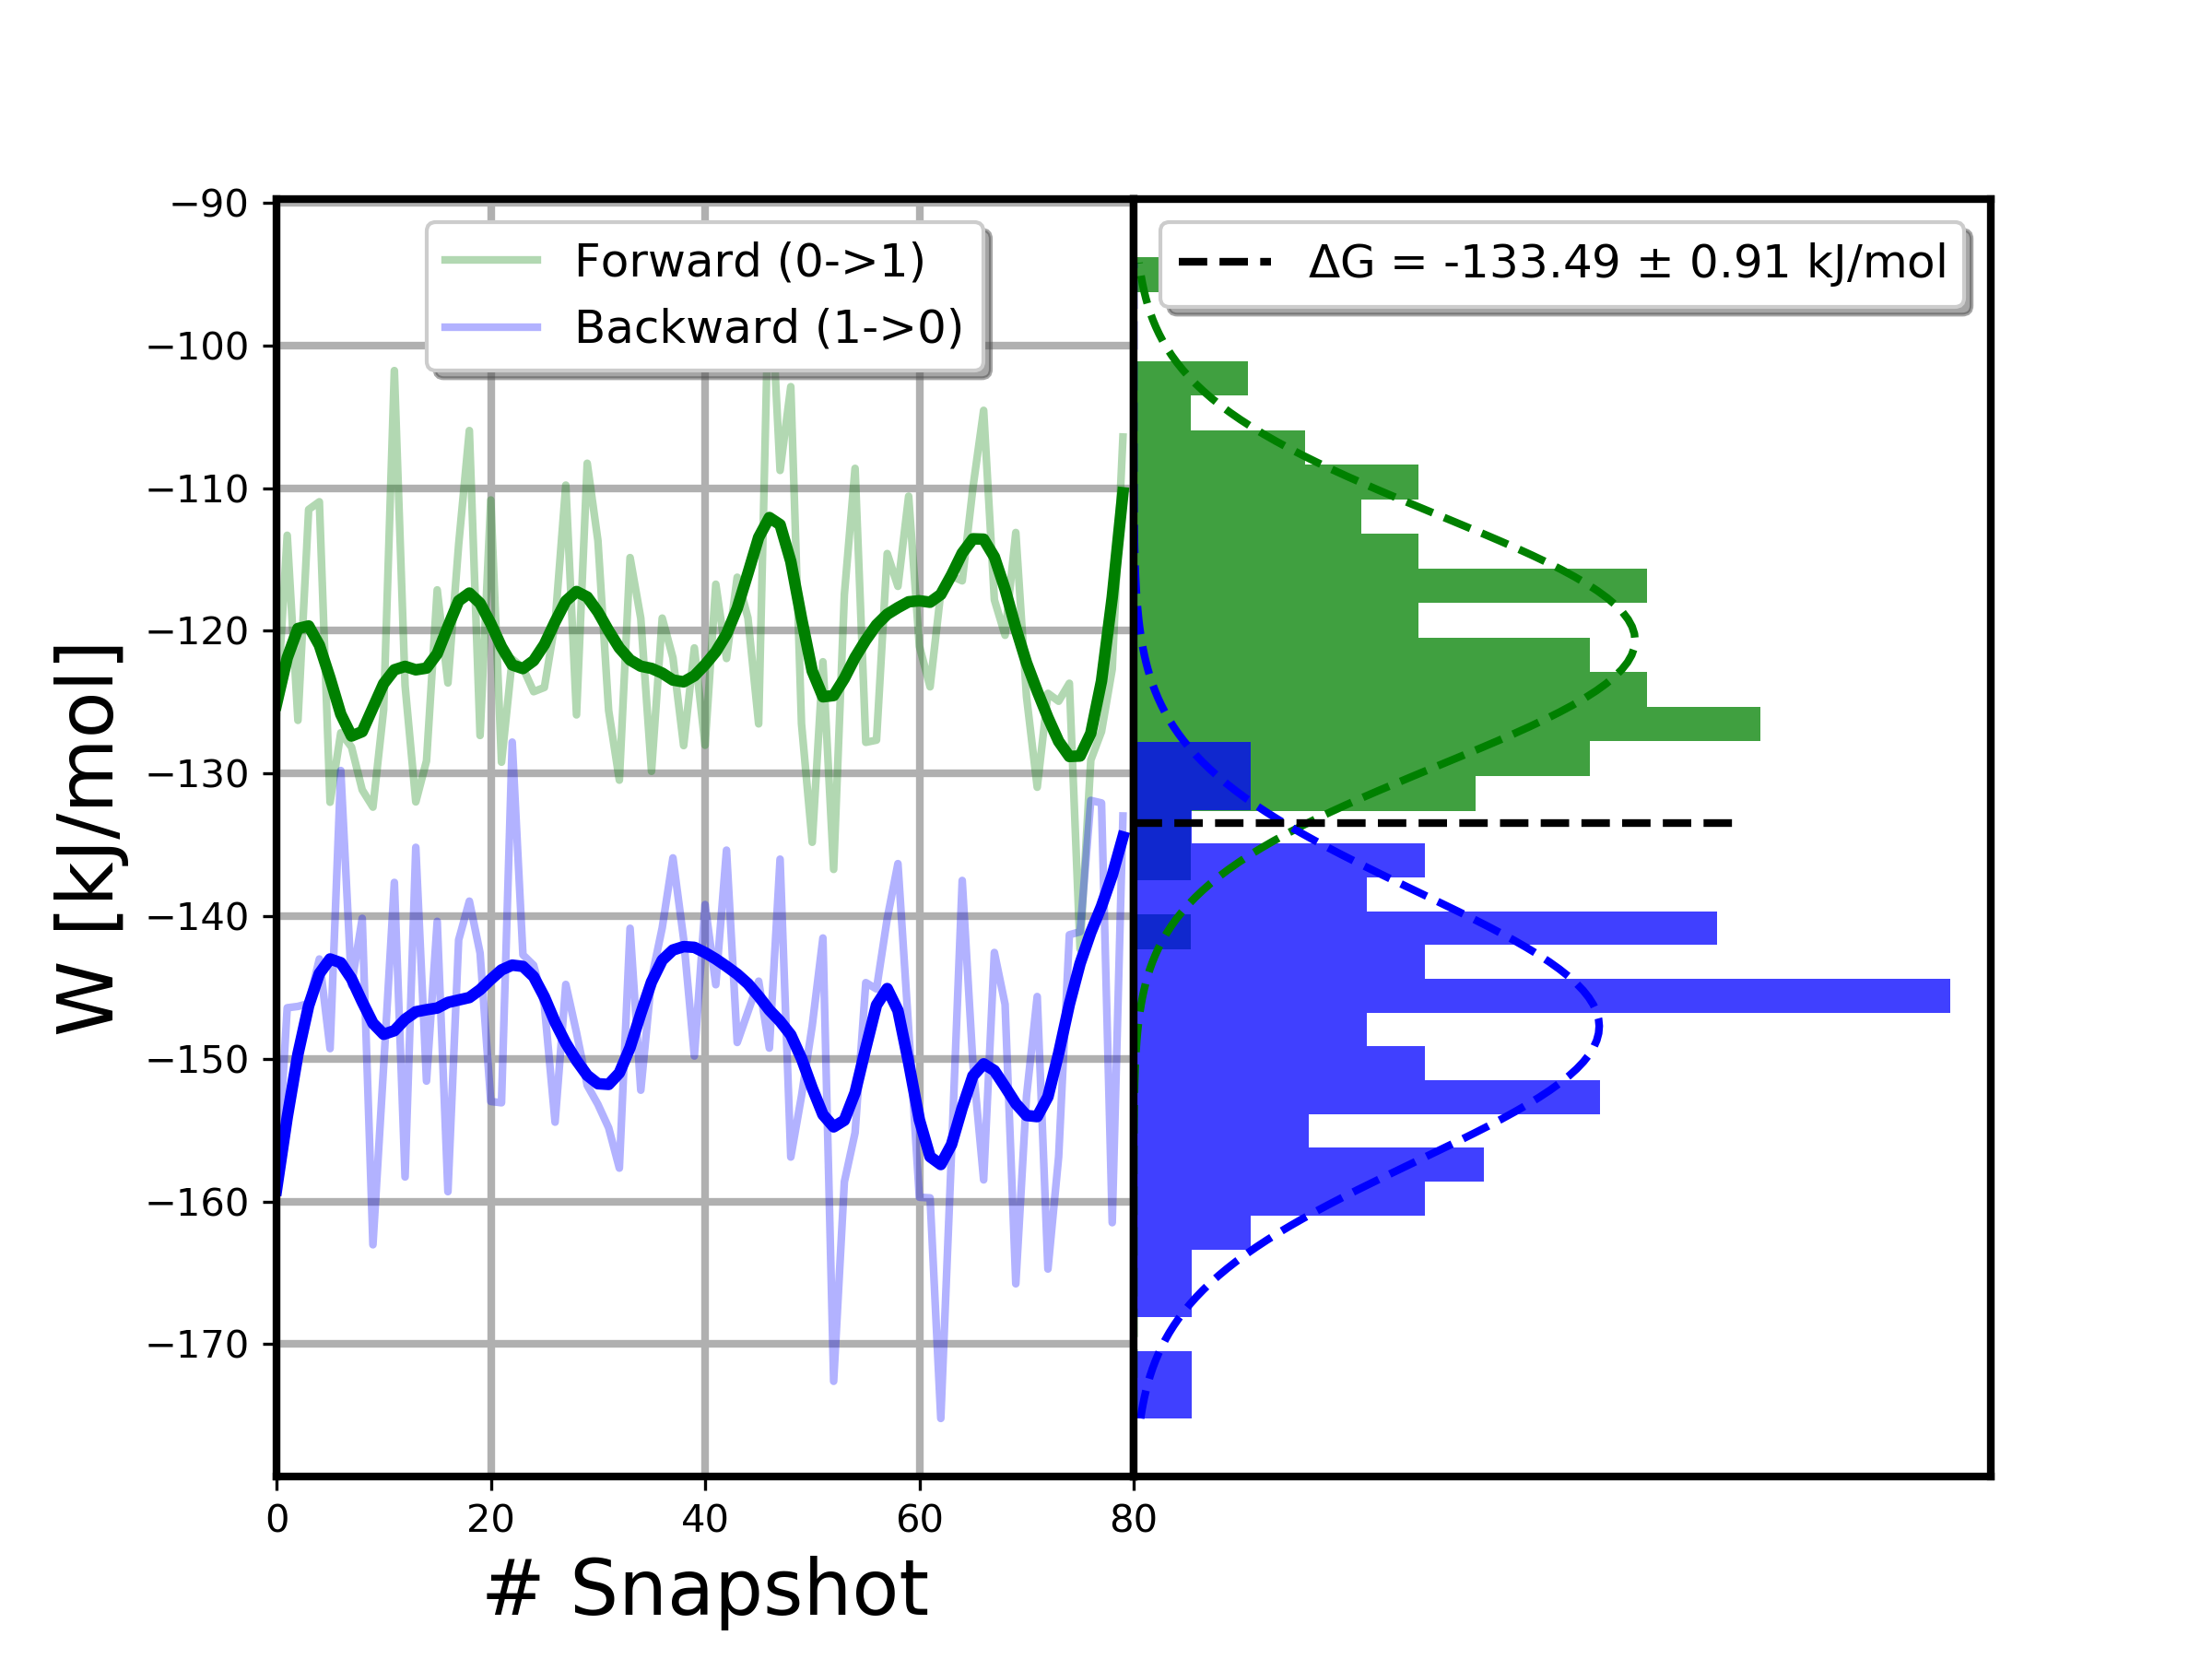 −90
−100
−110
−120
−130
−140
−150
−160
−170
W [kJ/mol]
Forward (0->1)
Backward (1->0)
ΔG = -133.49 ± 0.91 kJ/mol
0 20 40 60 80
# Snapshot